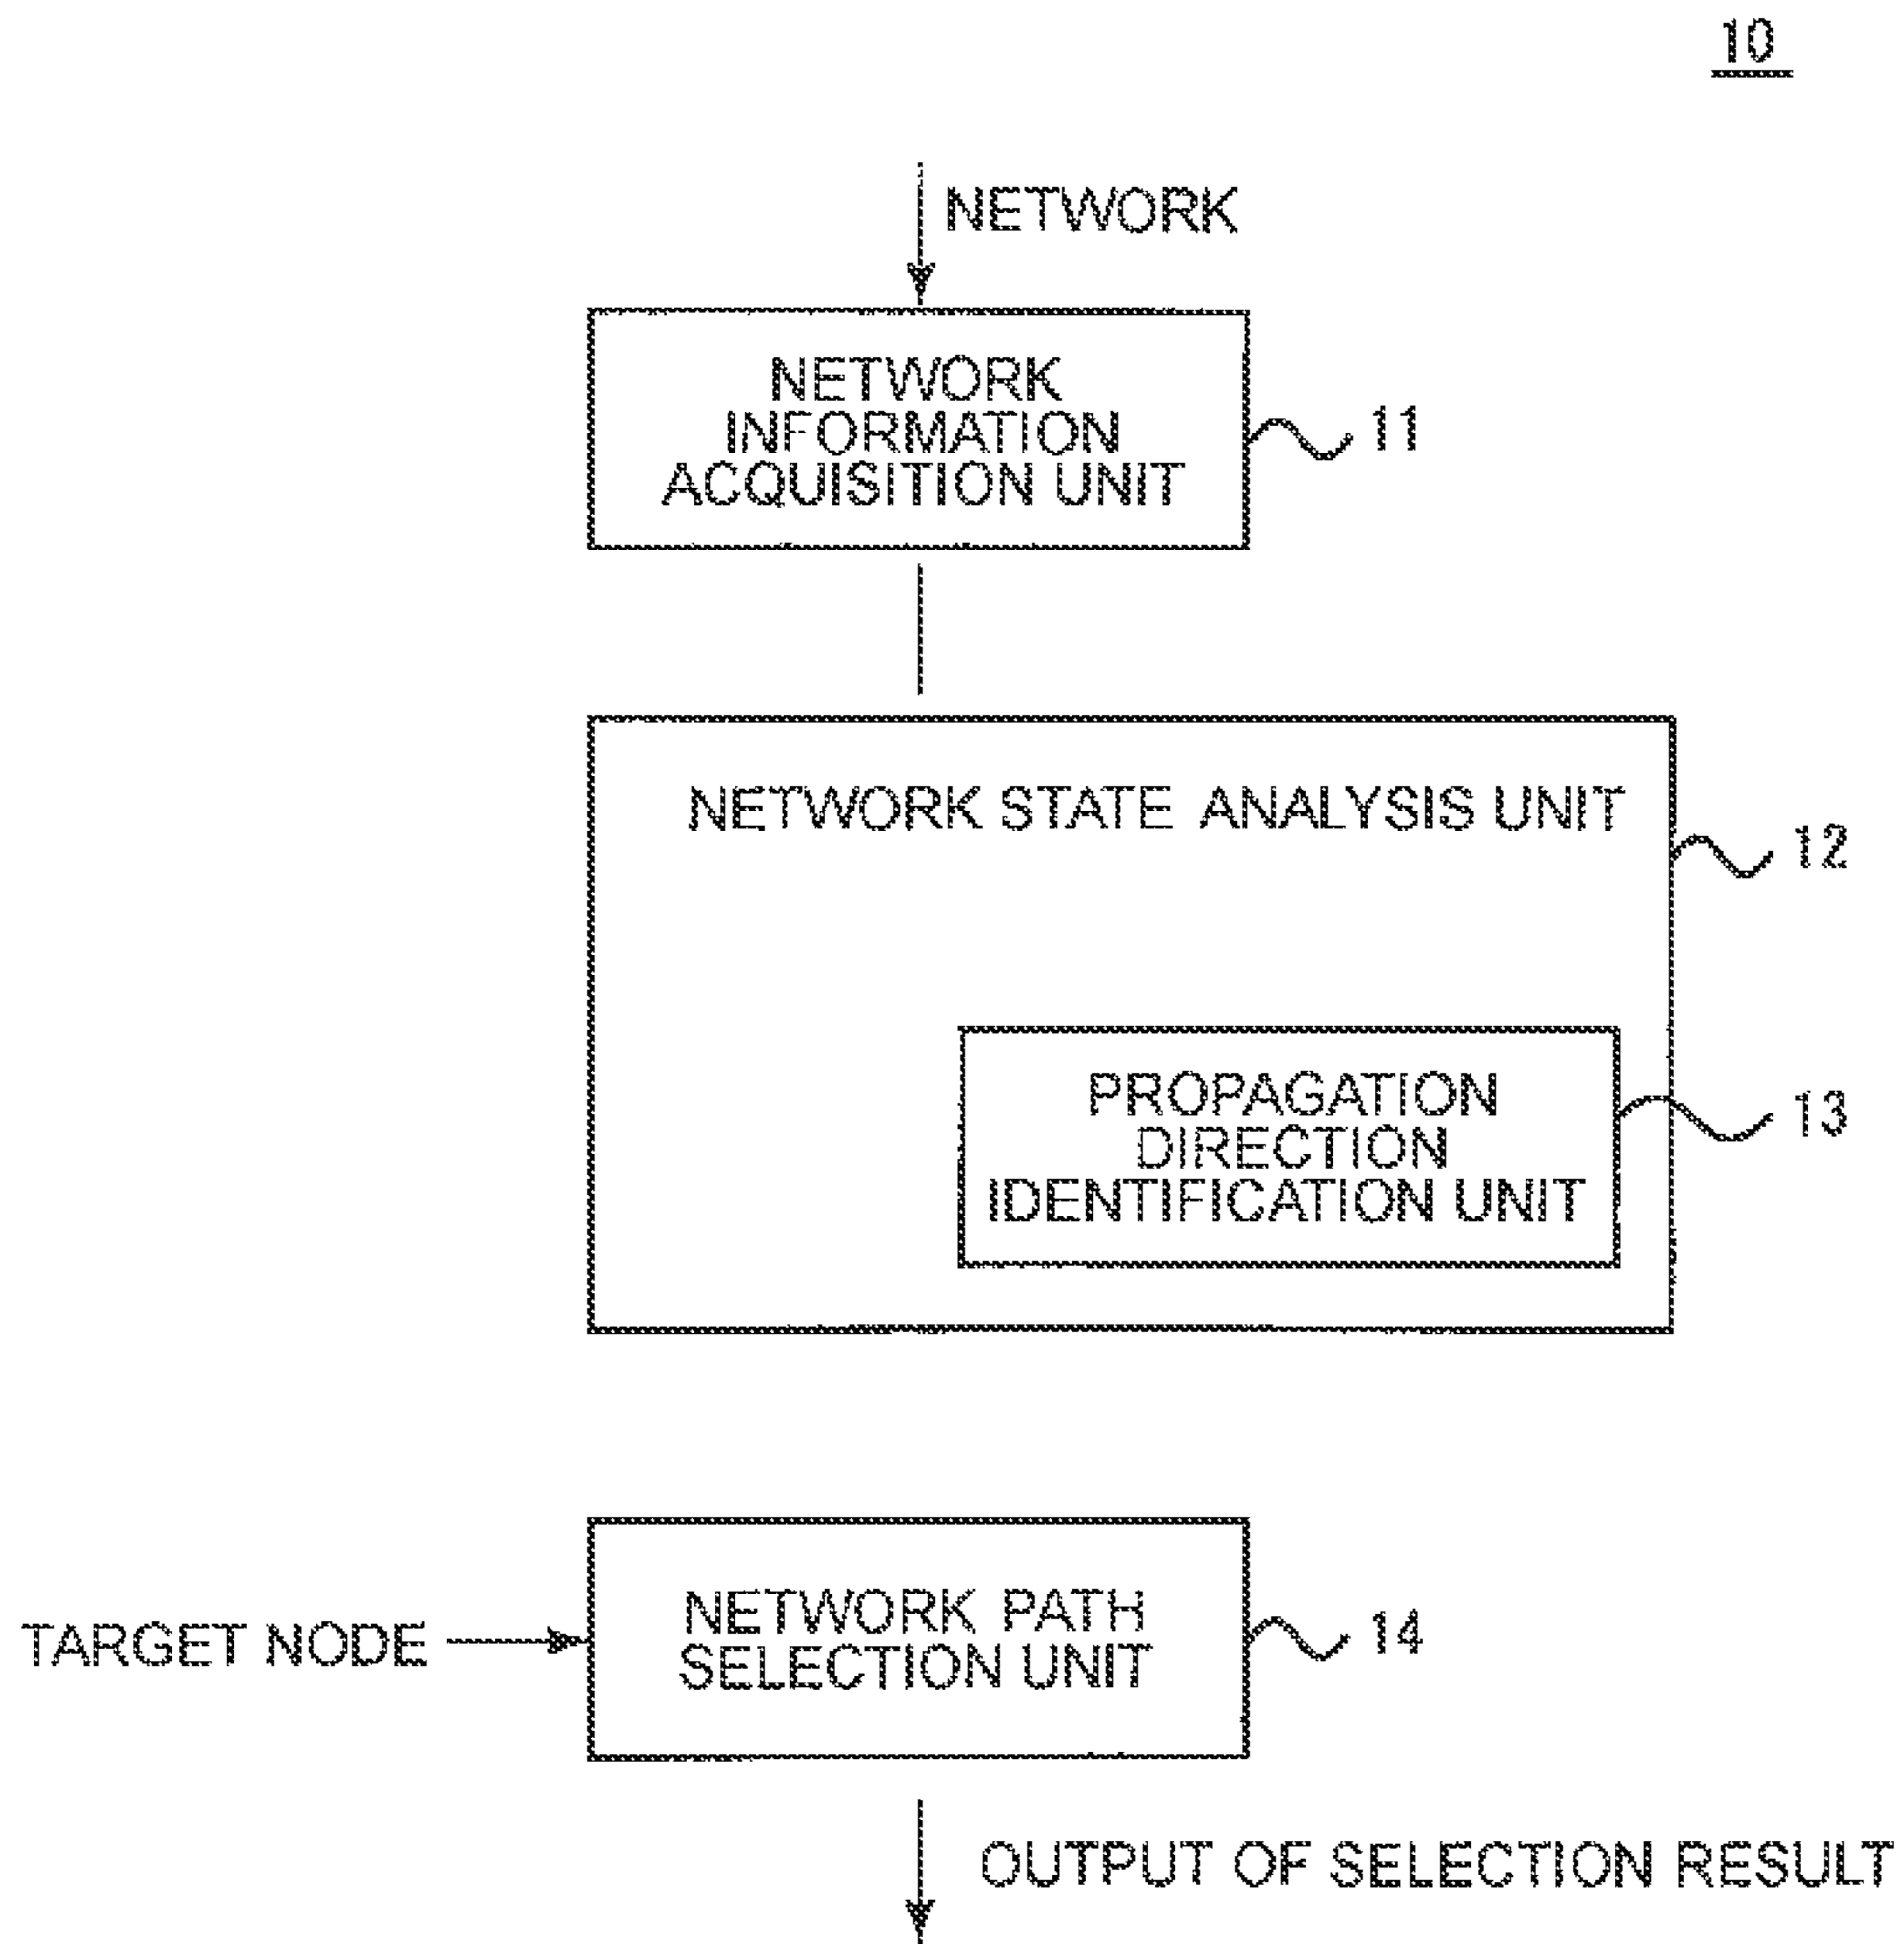 10
NETWORK
NETWORK
INFORMATION
ACQUISITION UNIT
11
NETWORK STATE ANALYSIS UNIT
12
PROPAGATION
DIRECTION
IDENTIFICATION UNIT
13
TARGET NODE
NETWORK PATH
SELECTION UNIT
14
OUTPUT OF SELECTION RESULT